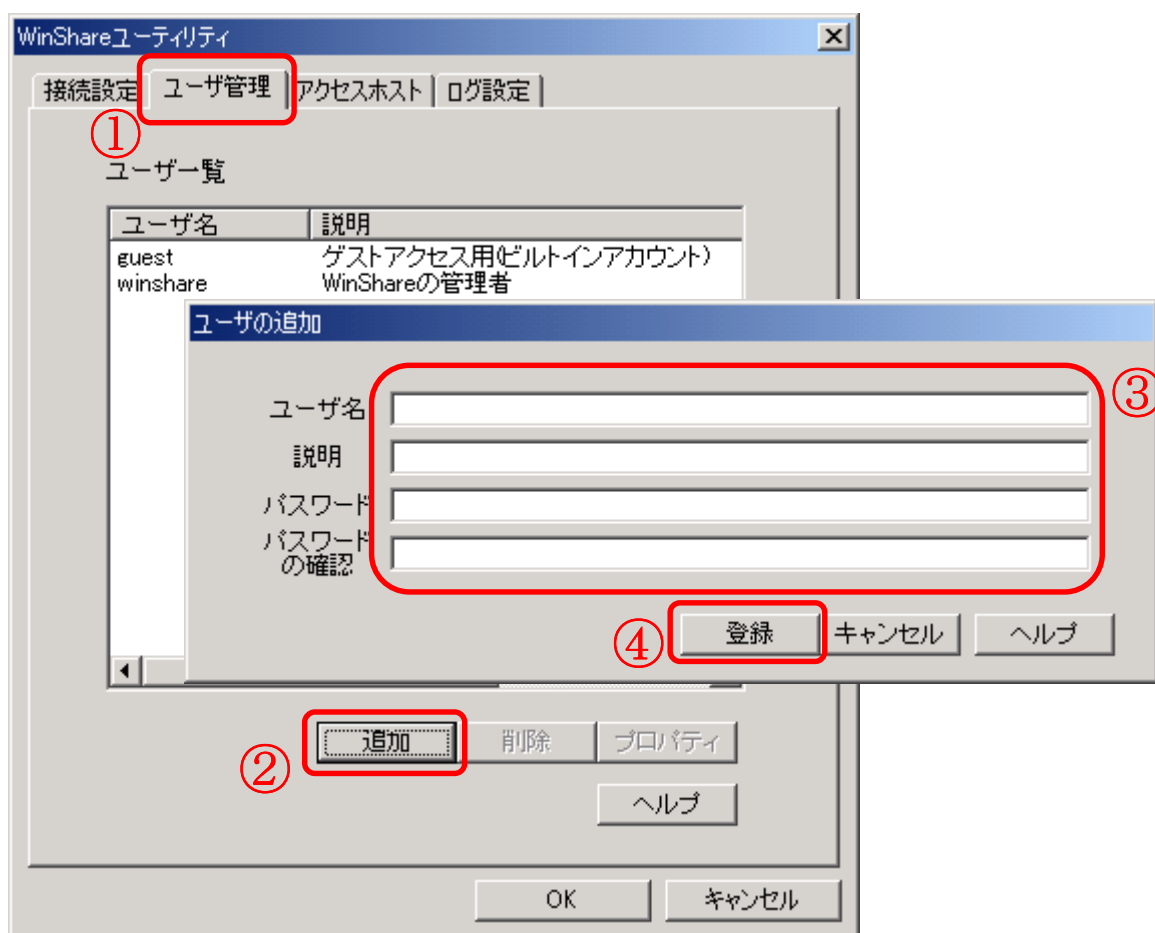 WinShareユーティリティ
接続設定 ユーザ管理 アクセスホスト ログ設定
①
ユーザ一覧
ユーザ名 説明
guest ゲストアクセス用(ビルトインアカウント)
winshare WinShareの管理者
ユーザの追加
③
ユーザ名
説明
パスワード
パスワード
の確認
④ 登録 キャンセル ヘルプ
② 追加 削除 プロパティ
ヘルプ
OK キャンセル